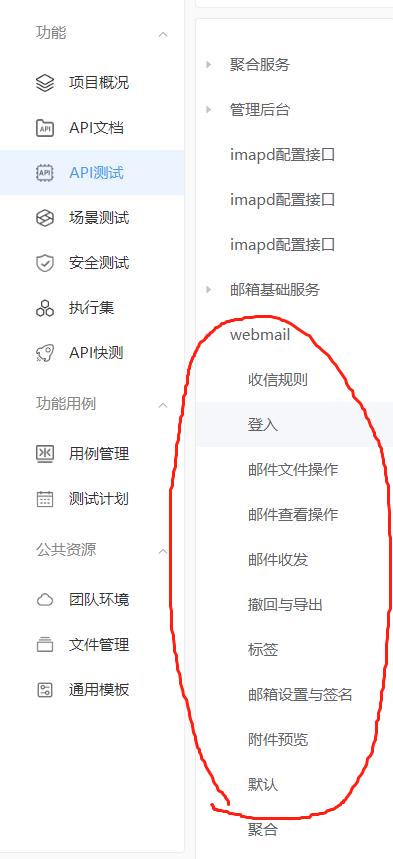 功能
项目概况
API文档
API测试
场景测试
安全测试
执行集
API快测
功能用例
用例管理
测试计划
公共资源
团队环境
文件管理
通用模板
聚合服务
管理后台
imapd配置接口
imapd配置接口
imapd配置接口
邮箱基础服务
webmail
收信规则
登入
邮件文件操作
邮件查看操作
邮件收发
撤回与导出
标签
邮箱设置与签名
附件预览
默认
聚合